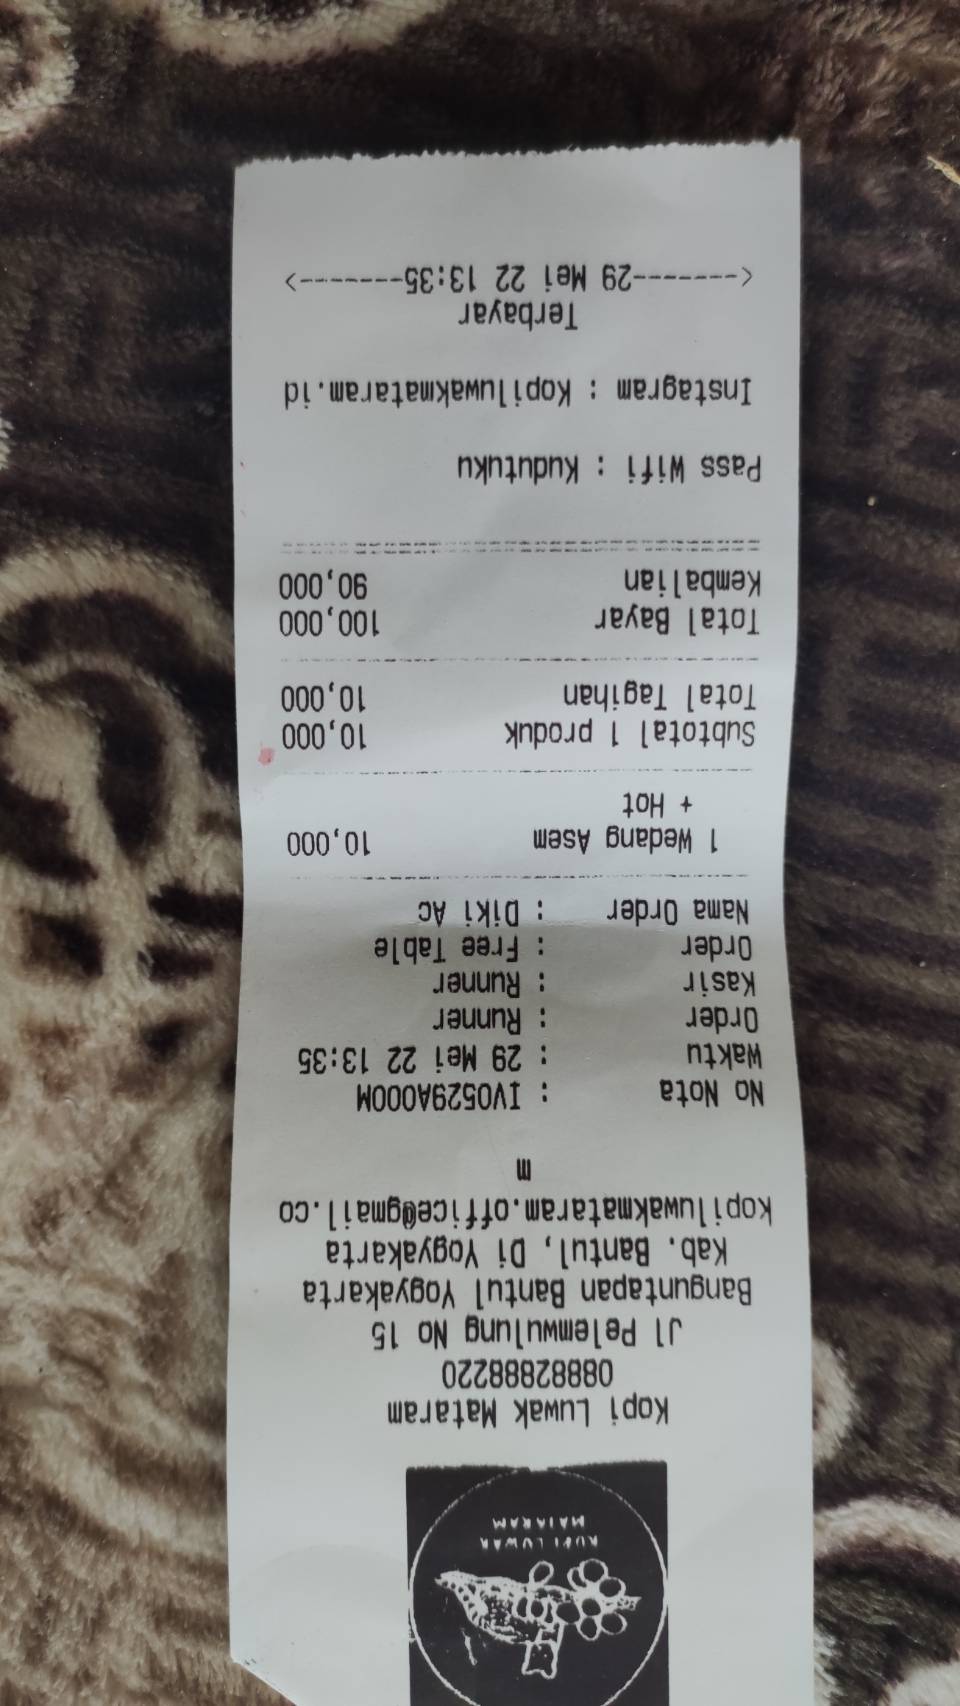 KOPI LUWAK
MATARAM
Kopi Luwak Mataram
08882888220
Jl Pelemwulung No 15
Banguntapan Bantul Yogyakarta
Kab. Bantul, Di Yogyakarta
kopiluwakmataram.office@gmail.co
m
No Nota : IV0529A000M
Waktu : 29 Mei 22 13:35
Order : Runner
Kasir : Runner
Order : Free Table
Nama Order : Diki Ac
1 Wedang Asem 10,000
+ Hot
Subtotal 1 produk 10,000
Total Tagihan 10,000
Total Bayar 100,000
Kembalian 90,000
Pass Wifi : Kudutuku
Instagram : Kopiluwakmataram.id
Terbayar
<--------29 Mei 22 13:35-------->